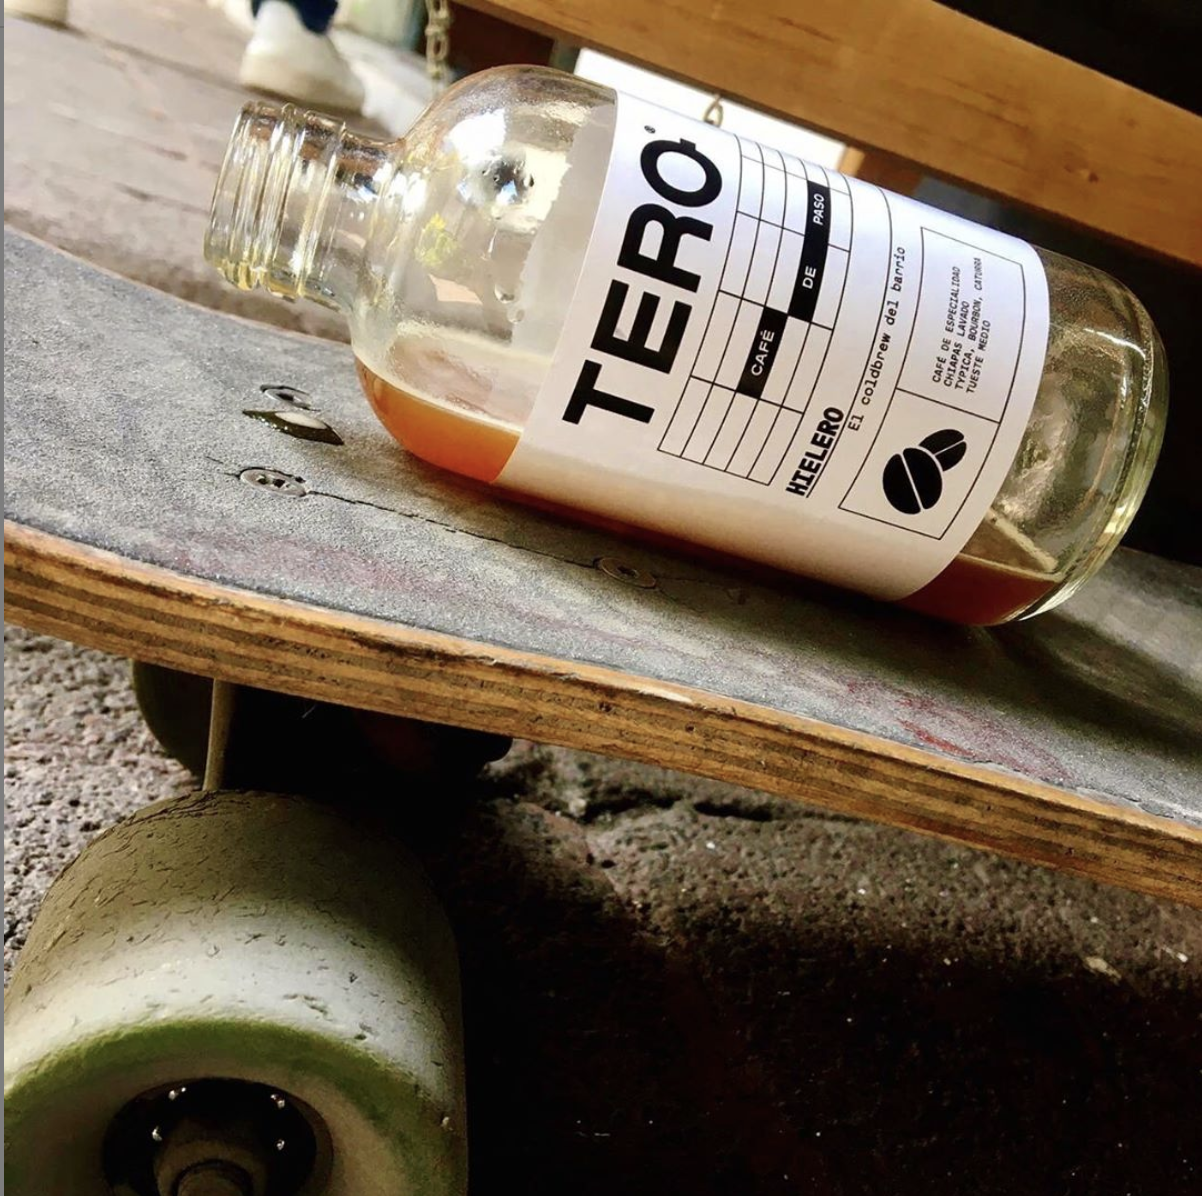 TERO
CAFÉ
DE
PASO
HIELERO
El coldbrew del barrio
CAFÉ DE ESPECIALIDAD
CHIAPAS LAVADO
TYPICA, BOURBON, CATURRA
TUESTE MEDIO